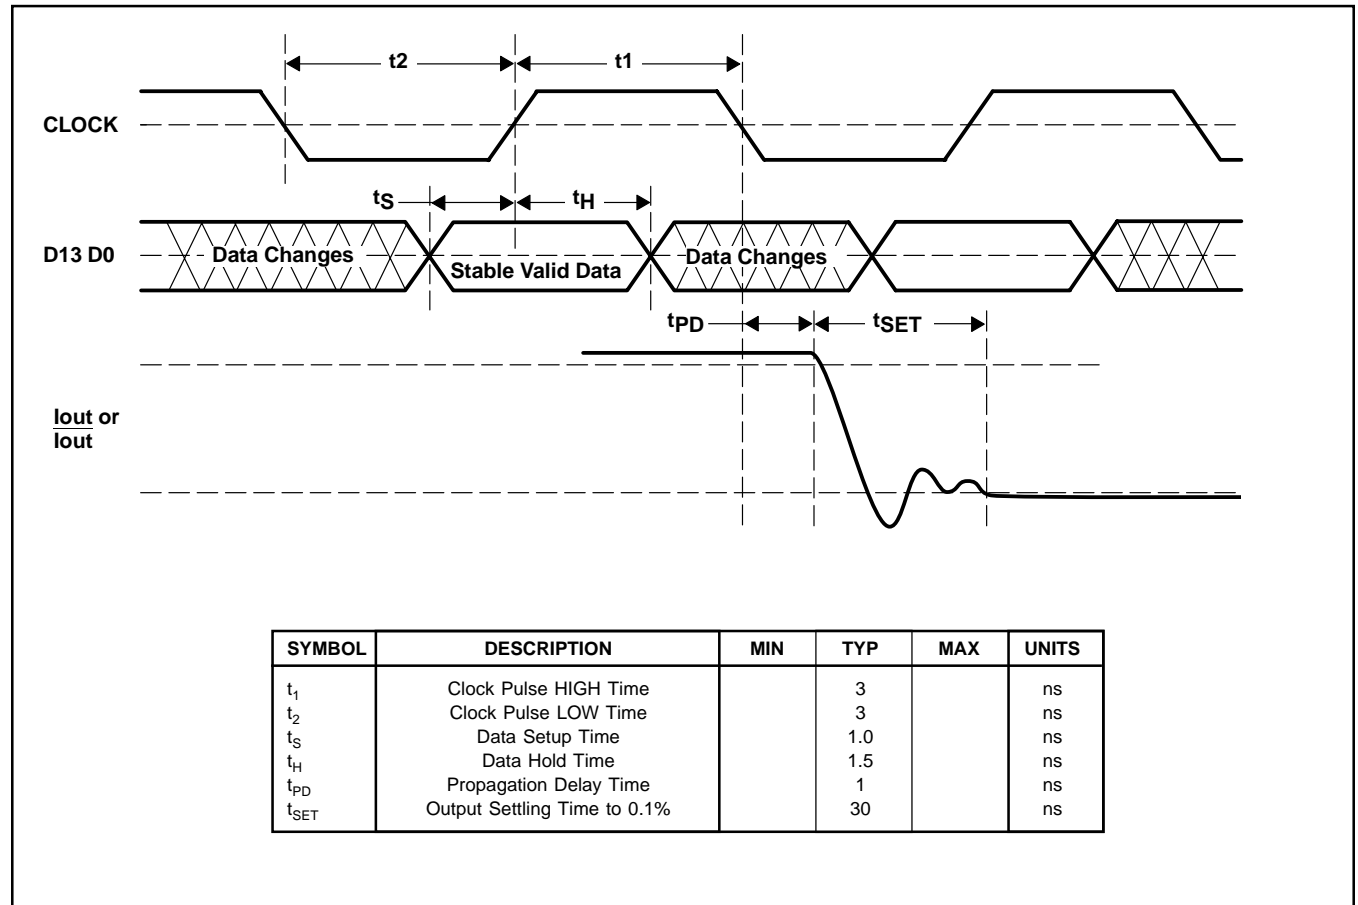 t2
t1
CLOCK
tS
tH
D13 D0
Data Changes
Stable Valid Data
Data Changes
tPD
tSET
Iout or
Iout
SYMBOL DESCRIPTION MIN TYP MAX UNITS
t1 Clock Pulse HIGH Time 3 ns
t2 Clock Pulse LOW Time 3 ns
tS Data Setup Time 1.0 ns
tH Data Hold Time 1.5 ns
tPD Propagation Delay Time 1 ns
tSET Output Settling Time to 0.1% 30 ns